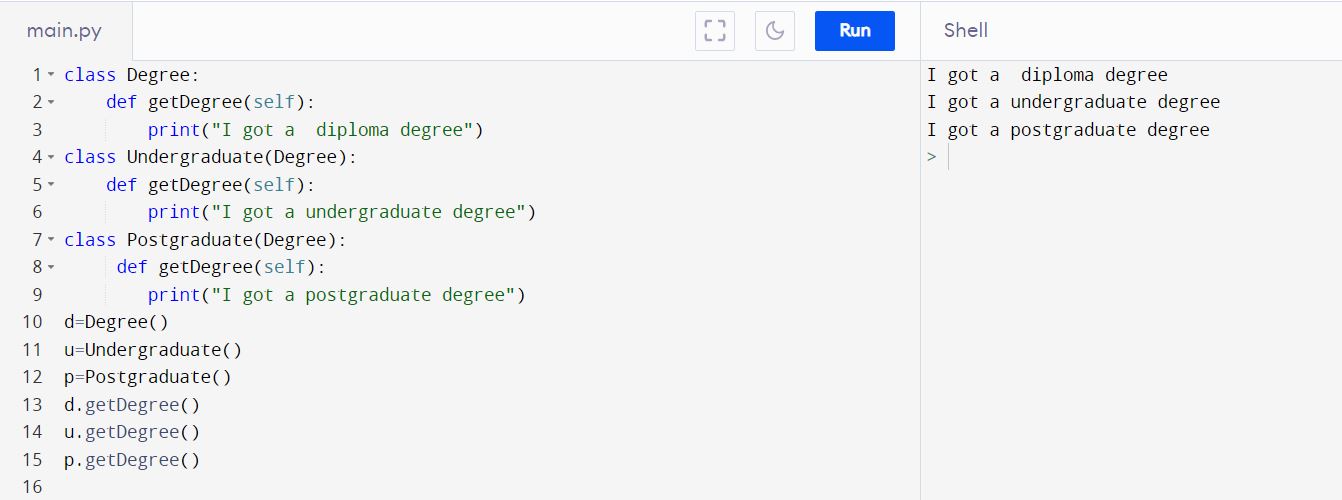 main.py
Run
Shell
1 class Degree:
2     def getDegree(self):
3         print("I got a  diploma degree")
4 class Undergraduate(Degree):
5     def getDegree(self):
6         print("I got a undergraduate degree")
7 class Postgraduate(Degree):
8      def getDegree(self):
9         print("I got a postgraduate degree")
10 d=Degree()
11 u=Undergraduate()
12 p=Postgraduate()
13 d.getDegree()
14 u.getDegree()
15 p.getDegree()
16
I got a  diploma degree
I got a undergraduate degree
I got a postgraduate degree
>